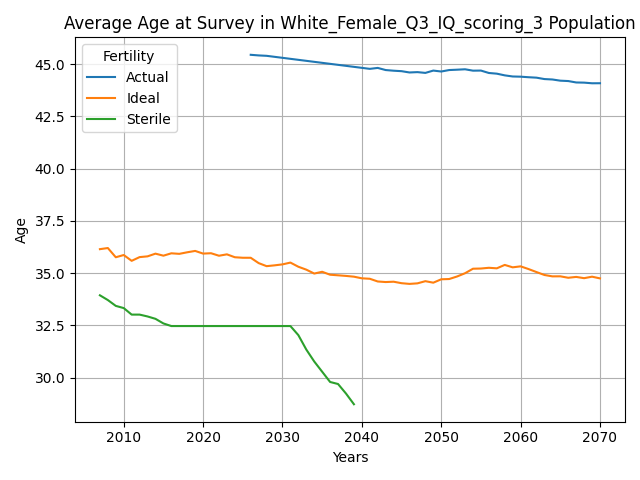 Average Age at Survey in White_Female_Q3_IQ_scoring_3 Population
Fertility
Actual
Ideal
Sterile
45.0
42.5
40.0
37.5
35.0
32.5
30.0
Age
2010
2020
2030
2040
2050
2060
2070
Years